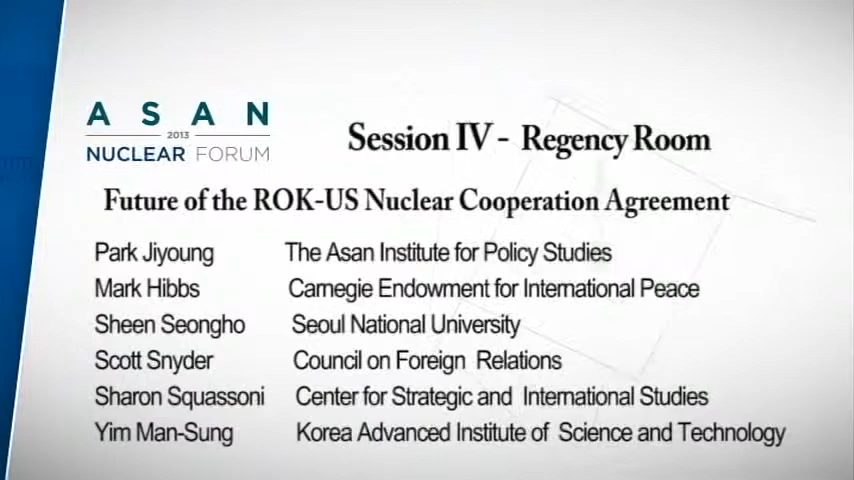 ASAN
2013
NUCLEAR FORUM
Session IV - Regency Room
Future of the ROK-US Nuclear Cooperation Agreement
Park Jiyoung The Asan Institute for Policy Studies
Mark Hibbs Carnegie Endowment for International Peace
Sheen Seongho Seoul National University
Scott Snyder Council on Foreign Relations
Sharon Squassoni Center for Strategic and International Studies
Yim Man-Sung Korea Advanced Institute of Science and Technology